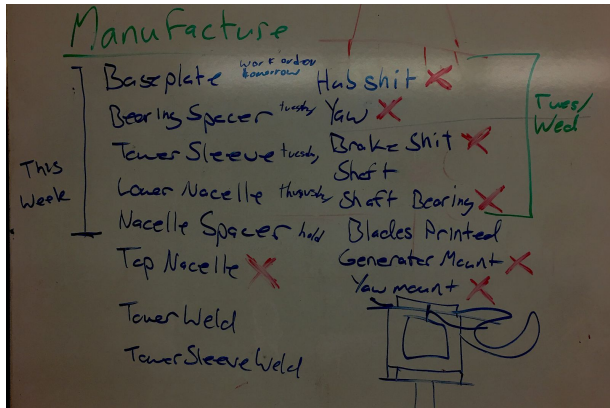 Manufacture
Baseplate work order tomorrow
Bearing Spacer tuesday
Tower Sleeve tuesday
Lower Nacelle thursday
Nacelle Spacer hold
Top Nacelle
Tower Weld
Tower Sleeve Weld
This Week
Hub shit
Yaw
Brake Shit
Shaft
Shaft Bearing
Blades Printed
Generator Mount
Yaw mount
Tues/
Wed